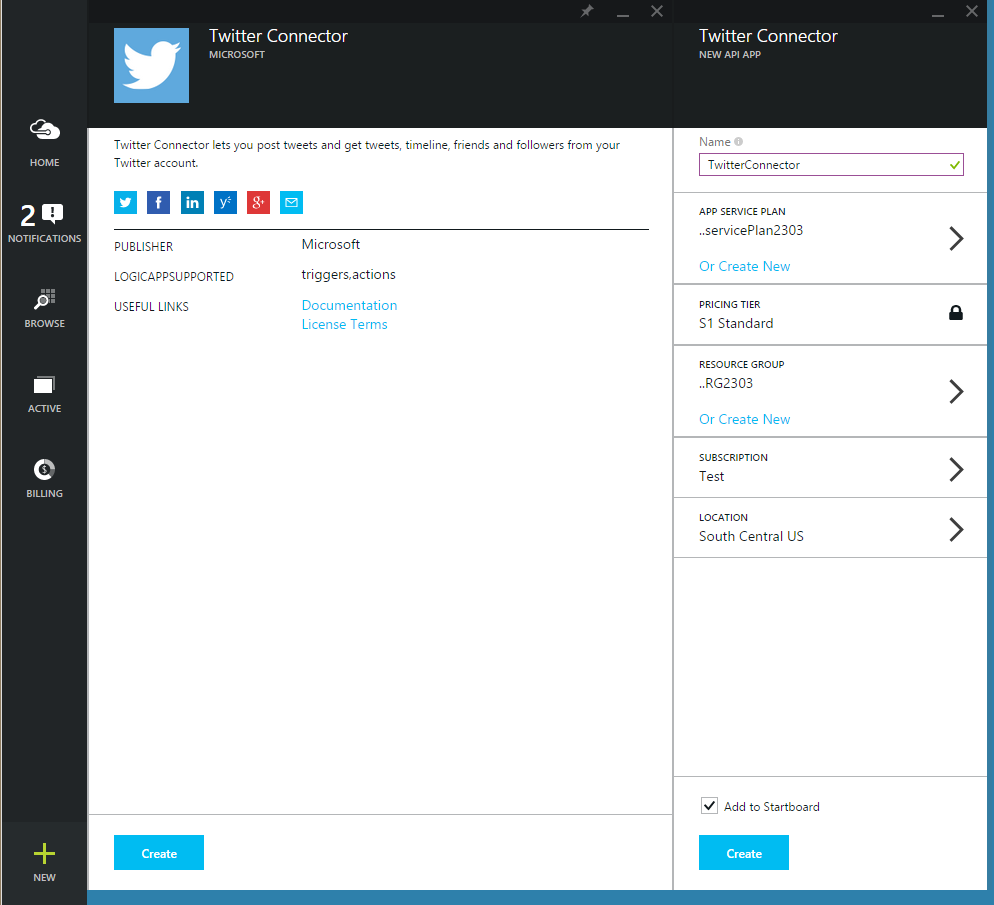 HOME
2
NOTIFICATIONS
BROWSE
ACTIVE
BILLING
NEW
Twitter Connector
MICROSOFT
Twitter Connector lets you post tweets and get tweets, timeline, friends and followers from your
Twitter account.
PUBLISHER Microsoft
LOGICAPPSUPPORTED triggers,actions
USEFUL LINKS Documentation
License Terms
Create
Twitter Connector
NEW API APP
Name
TwitterConnector
APP SERVICE PLAN
..servicePlan2303
Or Create New
PRICING TIER
S1 Standard
RESOURCE GROUP
..RG2303
Or Create New
SUBSCRIPTION
Test
LOCATION
South Central US
Add to Startboard
Create